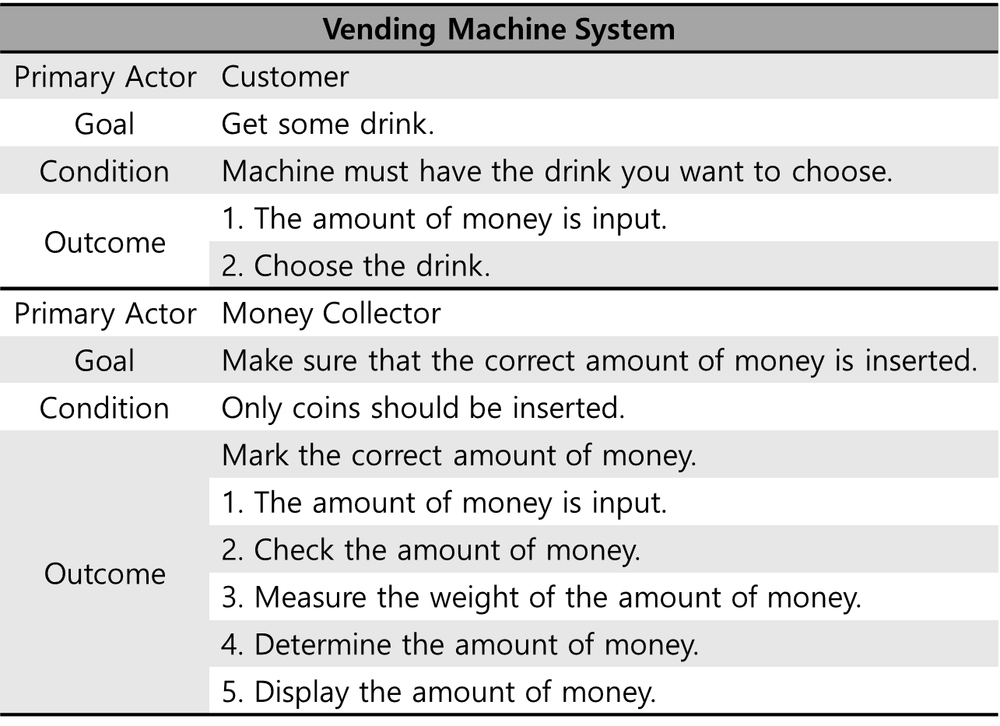 Vending Machine System
Primary Actor Customer
Goal Get some drink.
Condition Machine must have the drink you want to choose.
Outcome 1. The amount of money is input.
2. Choose the drink.
Primary Actor Money Collector
Goal Make sure that the correct amount of money is inserted.
Condition Only coins should be inserted.
Outcome Mark the correct amount of money.
1. The amount of money is input.
2. Check the amount of money.
3. Measure the weight of the amount of money.
4. Determine the amount of money.
5. Display the amount of money.